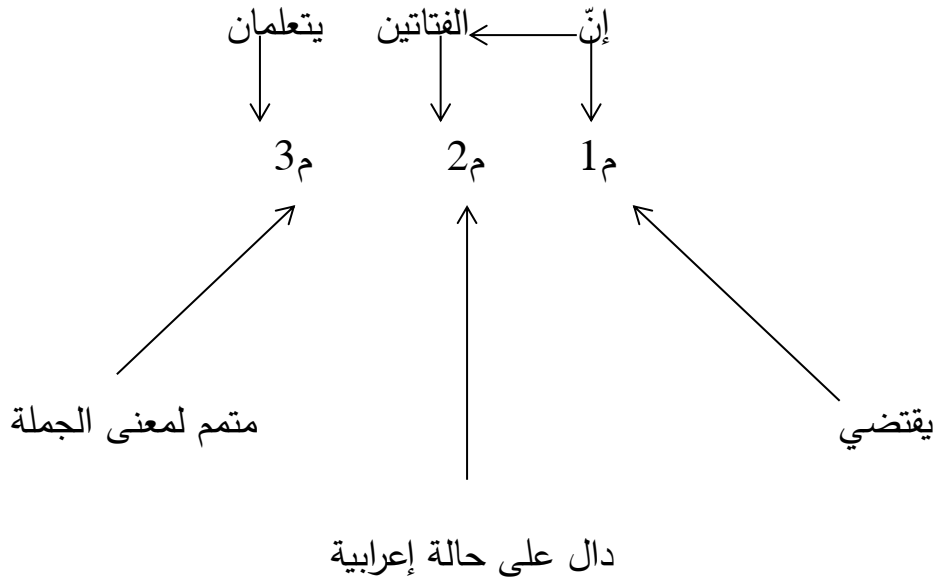 إنّ الفتاتين يتعلمان
م1 م2 م3
يقتضي متمم لمعنى الجملة
دال على حالة إعرابية